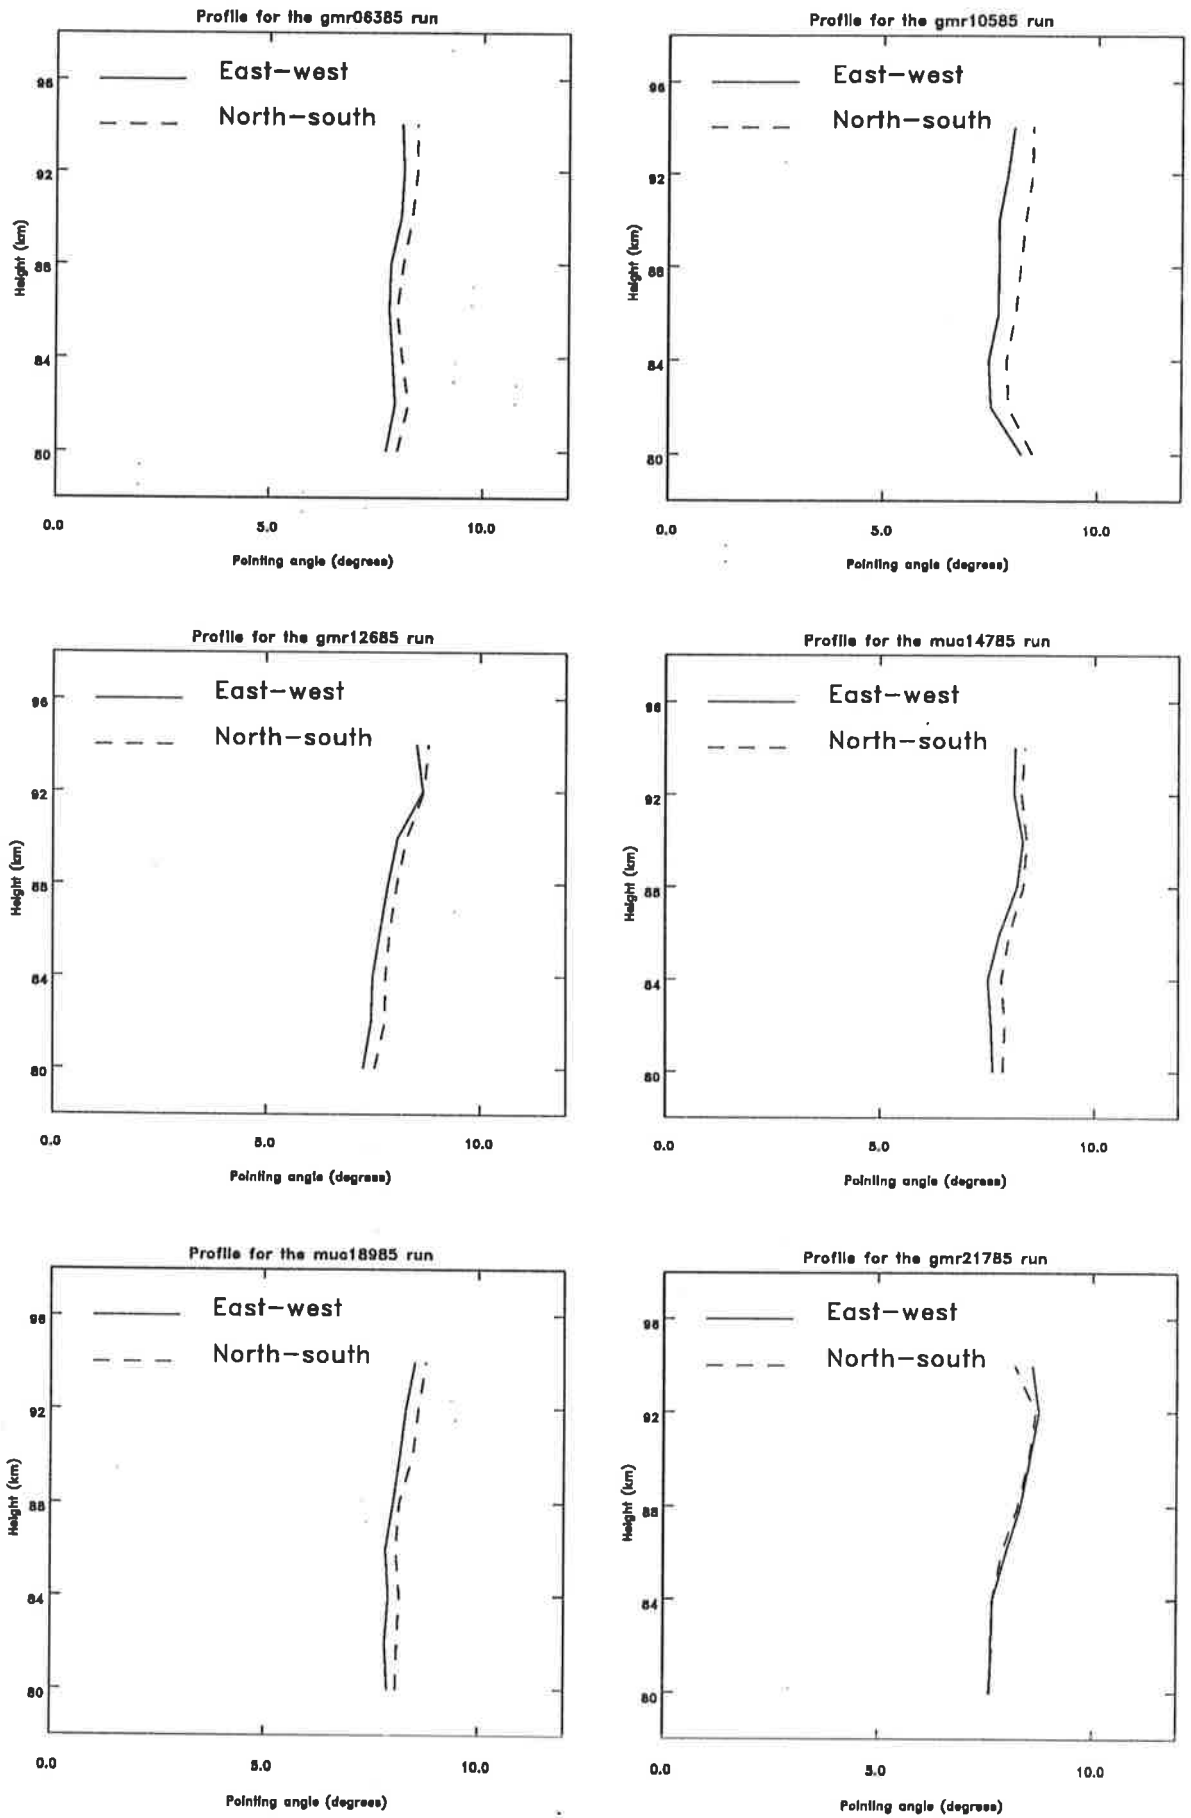 Profile for the gmr06385 run
East-west
North-south
96
92
88
84
80
Height (km)
0.0 5.0 10.0
Pointing angle (degrees)
Profile for the gmr10585 run
East-west
North-south
96
92
88
84
80
Height (km)
0.0 5.0 10.0
Pointing angle (degrees)
Profile for the gmr12685 run
East-west
North-south
96
92
88
84
80
Height (km)
0.0 5.0 10.0
Pointing angle (degrees)
Profile for the mua14785 run
East-west
North-south
96
92
88
84
80
Height (km)
0.0 5.0 10.0
Pointing angle (degrees)
Profile for the mua18985 run
East-west
North-south
96
92
88
84
80
Height (km)
0.0 5.0 10.0
Pointing angle (degrees)
Profile for the gmr21785 run
East-west
North-south
96
92
88
84
80
Height (km)
0.0 5.0 10.0
Pointing angle (degrees)